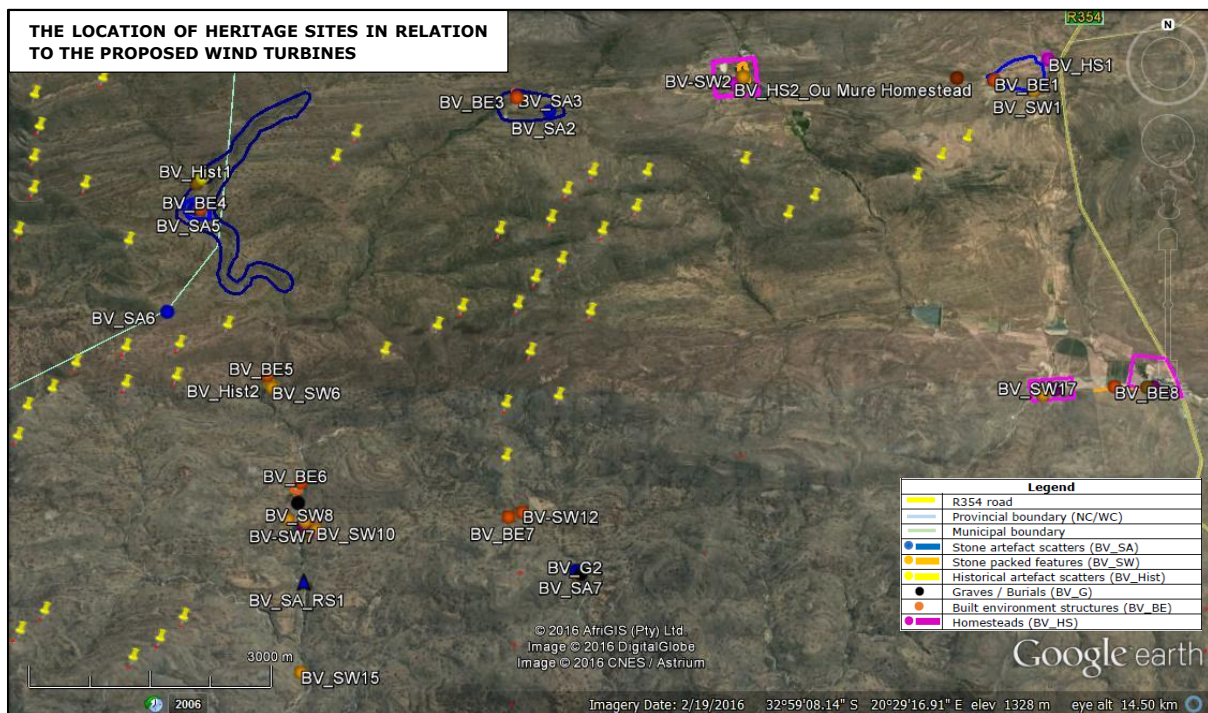 THE LOCATION OF HERITAGE SITES IN RELATION
TO THE PROPOSED WIND TURBINES
R354
N
BV_HS1
BV-SW2
BV_HS2_Ou Mure Homestead
BV_BE1
BV_SW1
BV_BE3
BV_SA3
BV_SA2
BV_Hist1
BV_BE4
BV_SA5
BV_SA6
BV_BE5
BV_Hist2
BV_SW6
BV_SW17
BV_BE8
BV_BE6
BV_SW8
BV-SW7
BV_SW10
BV-SW12
BV_BE7
BV_G2
BV_SA7
BV_SA_RS1
BV_SW15
Legend
R354 road
Provincial boundary (NC/WC)
Municipal boundary
Stone artefact scatters (BV_SA)
Stone packed features (BV_SW)
Historical artefact scatters (BV_Hist)
Graves / Burials (BV_G)
Built environment structures (BV_BE)
Homesteads (BV_HS)
© 2016 AfriGIS (Pty) Ltd.
Image © 2016 DigitalGlobe
Image © 2016 CNES / Astrium
Google earth
3000 m
2006
Imagery Date: 2/19/2016 32°59'08.14" S 20°29'16.91" E elev 1328 m eye alt 14.50 km